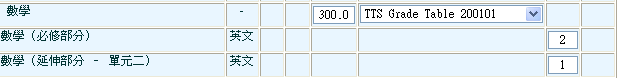 數學 - 300.0 TTS Grade Table 200101
數學 (必修部分) 英文 2
數學 (延伸部分 - 單元二) 英文 1